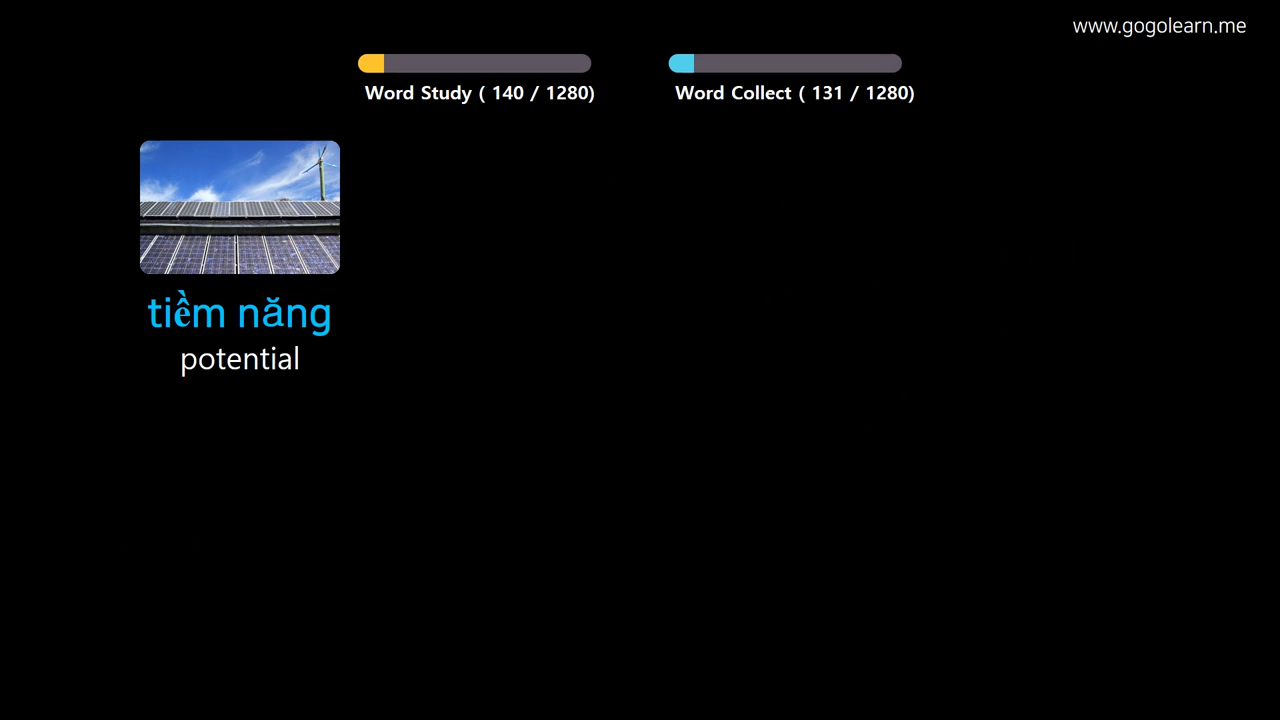 www.gogolearn.me
Word Study ( 140 / 1280)
Word Collect ( 131 / 1280)
tiềm năng
potential